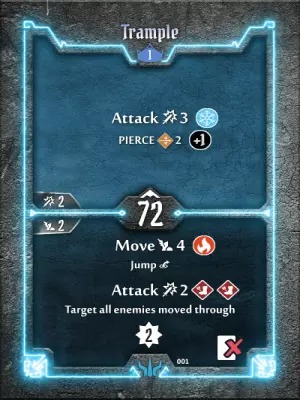 Trample
1
Attack 3
PIERCE 2 +1
2
72
2
Move 4
Jump
Attack 2
Target all enemies moved through
2
001